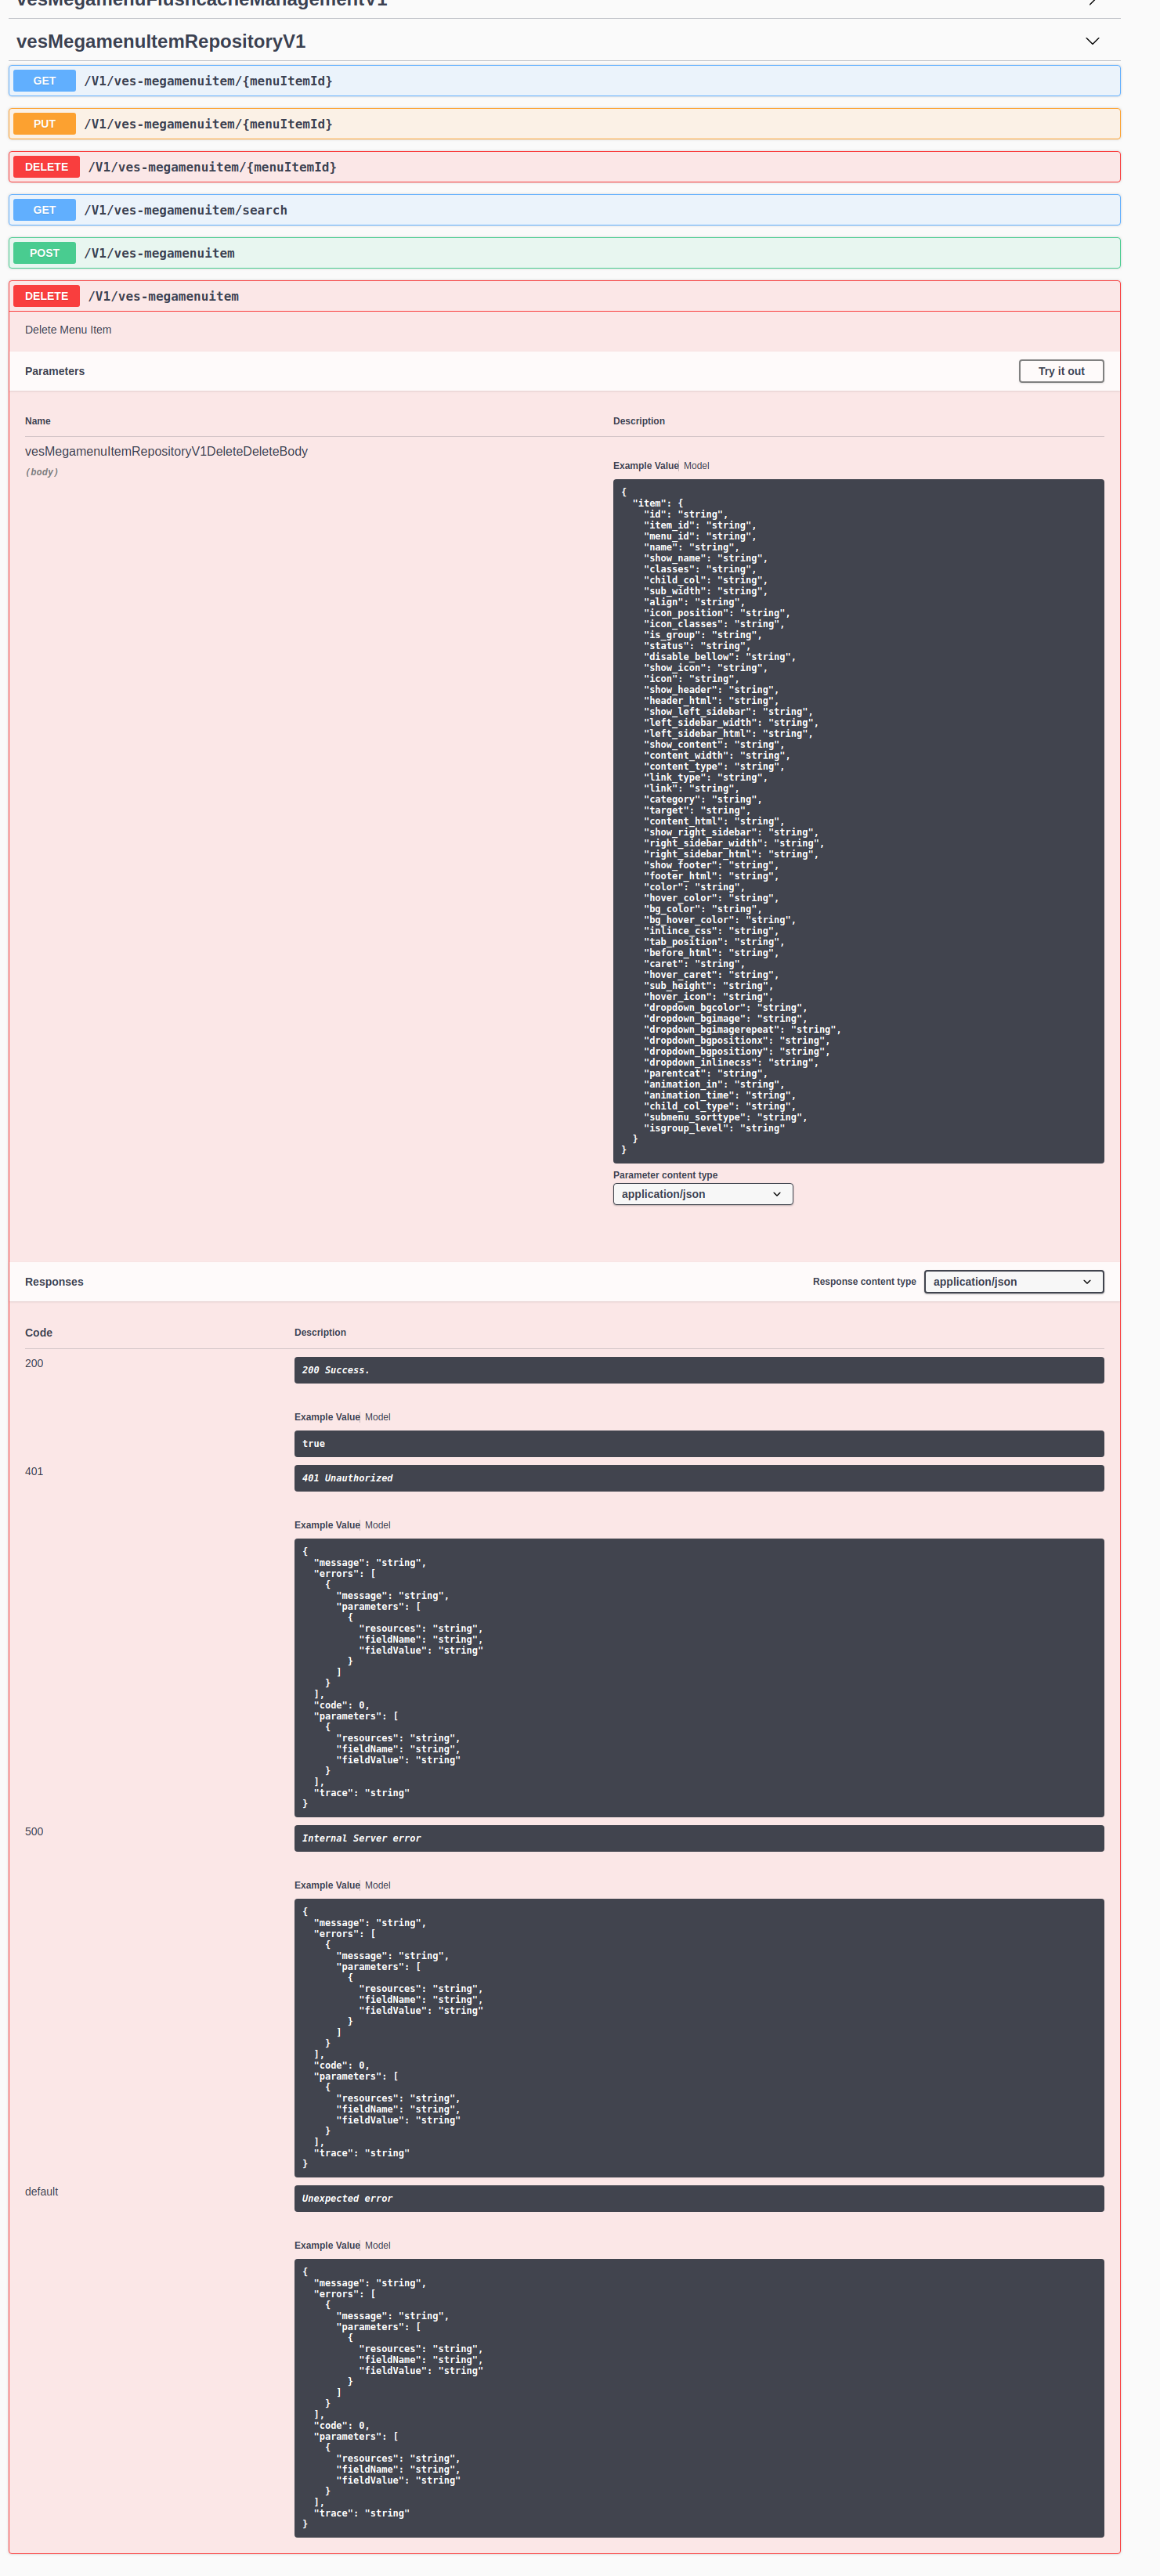 vesMegamenuFlushcacheManagementV1
vesMegamenuItemRepositoryV1
GET /V1/ves-megamenuitem/{menuItemId}
PUT /V1/ves-megamenuitem/{menuItemId}
DELETE /V1/ves-megamenuitem/{menuItemId}
GET /V1/ves-megamenuitem/search
POST /V1/ves-megamenuitem
DELETE /V1/ves-megamenuitem
Delete Menu Item
Parameters Try it out
Name Description
vesMegamenuItemRepositoryV1DeleteDeleteBody
(body)
Example Value Model
{
"item": {
"id": "string",
"item_id": "string",
"menu_id": "string",
"name": "string",
"show_name": "string",
"classes": "string",
"child_col": "string",
"sub_width": "string",
"align": "string",
"icon_position": "string",
"icon_classes": "string",
"is_group": "string",
"status": "string",
"disable_bellow": "string",
"show_icon": "string",
"icon": "string",
"show_header": "string",
"header_html": "string",
"show_left_sidebar": "string",
"left_sidebar_width": "string",
"left_sidebar_html": "string",
"show_content": "string",
"content_width": "string",
"content_type": "string",
"link_type": "string",
"link": "string",
"category": "string",
"target": "string",
"content_html": "string",
"show_right_sidebar": "string",
"right_sidebar_width": "string",
"right_sidebar_html": "string",
"show_footer": "string",
"footer_html": "string",
"color": "string",
"hover_color": "string",
"bg_color": "string",
"bg_hover_color": "string",
"inlince_css": "string",
"tab_position": "string",
"before_html": "string",
"caret": "string",
"hover_caret": "string",
"sub_height": "string",
"hover_icon": "string",
"dropdown_bgcolor": "string",
"dropdown_bgimage": "string",
"dropdown_bgimagerepeat": "string",
"dropdown_bgpositionx": "string",
"dropdown_bgpositiony": "string",
"dropdown_inlinecss": "string",
"parentcat": "string",
"animation_in": "string",
"animation_time": "string",
"child_col_type": "string",
"submenu_sorttype": "string",
"isgroup_level": "string"
}
}
Parameter content type
application/json
Responses Response content type application/json
Code Description
200 200 Success.
Example Value Model
true
401 401 Unauthorized
Example Value Model
{
"message": "string",
"errors": [
{
"message": "string",
"parameters": [
{
"resources": "string",
"fieldName": "string",
"fieldValue": "string"
}
]
}
],
"code": 0,
"parameters": [
{
"resources": "string",
"fieldName": "string",
"fieldValue": "string"
}
],
"trace": "string"
}
500 Internal Server error
Example Value Model
{
"message": "string",
"errors": [
{
"message": "string",
"parameters": [
{
"resources": "string",
"fieldName": "string",
"fieldValue": "string"
}
]
}
],
"code": 0,
"parameters": [
{
"resources": "string",
"fieldName": "string",
"fieldValue": "string"
}
],
"trace": "string"
}
default Unexpected error
Example Value Model
{
"message": "string",
"errors": [
{
"message": "string",
"parameters": [
{
"resources": "string",
"fieldName": "string",
"fieldValue": "string"
}
]
}
],
"code": 0,
"parameters": [
{
"resources": "string",
"fieldName": "string",
"fieldValue": "string"
}
],
"trace": "string"
}